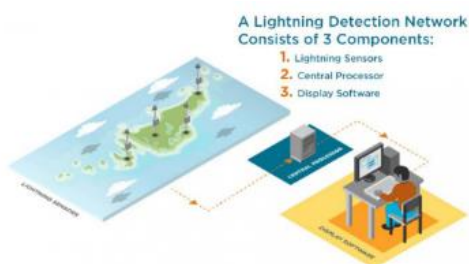 A Lightning Detection Network
Consists of 3 Components:
1. Lightning Sensors
2. Central Processor
3. Display Software
LIGHTNING SENSORS
CENTRAL PROCESSOR
DISPLAY SOFTWARE